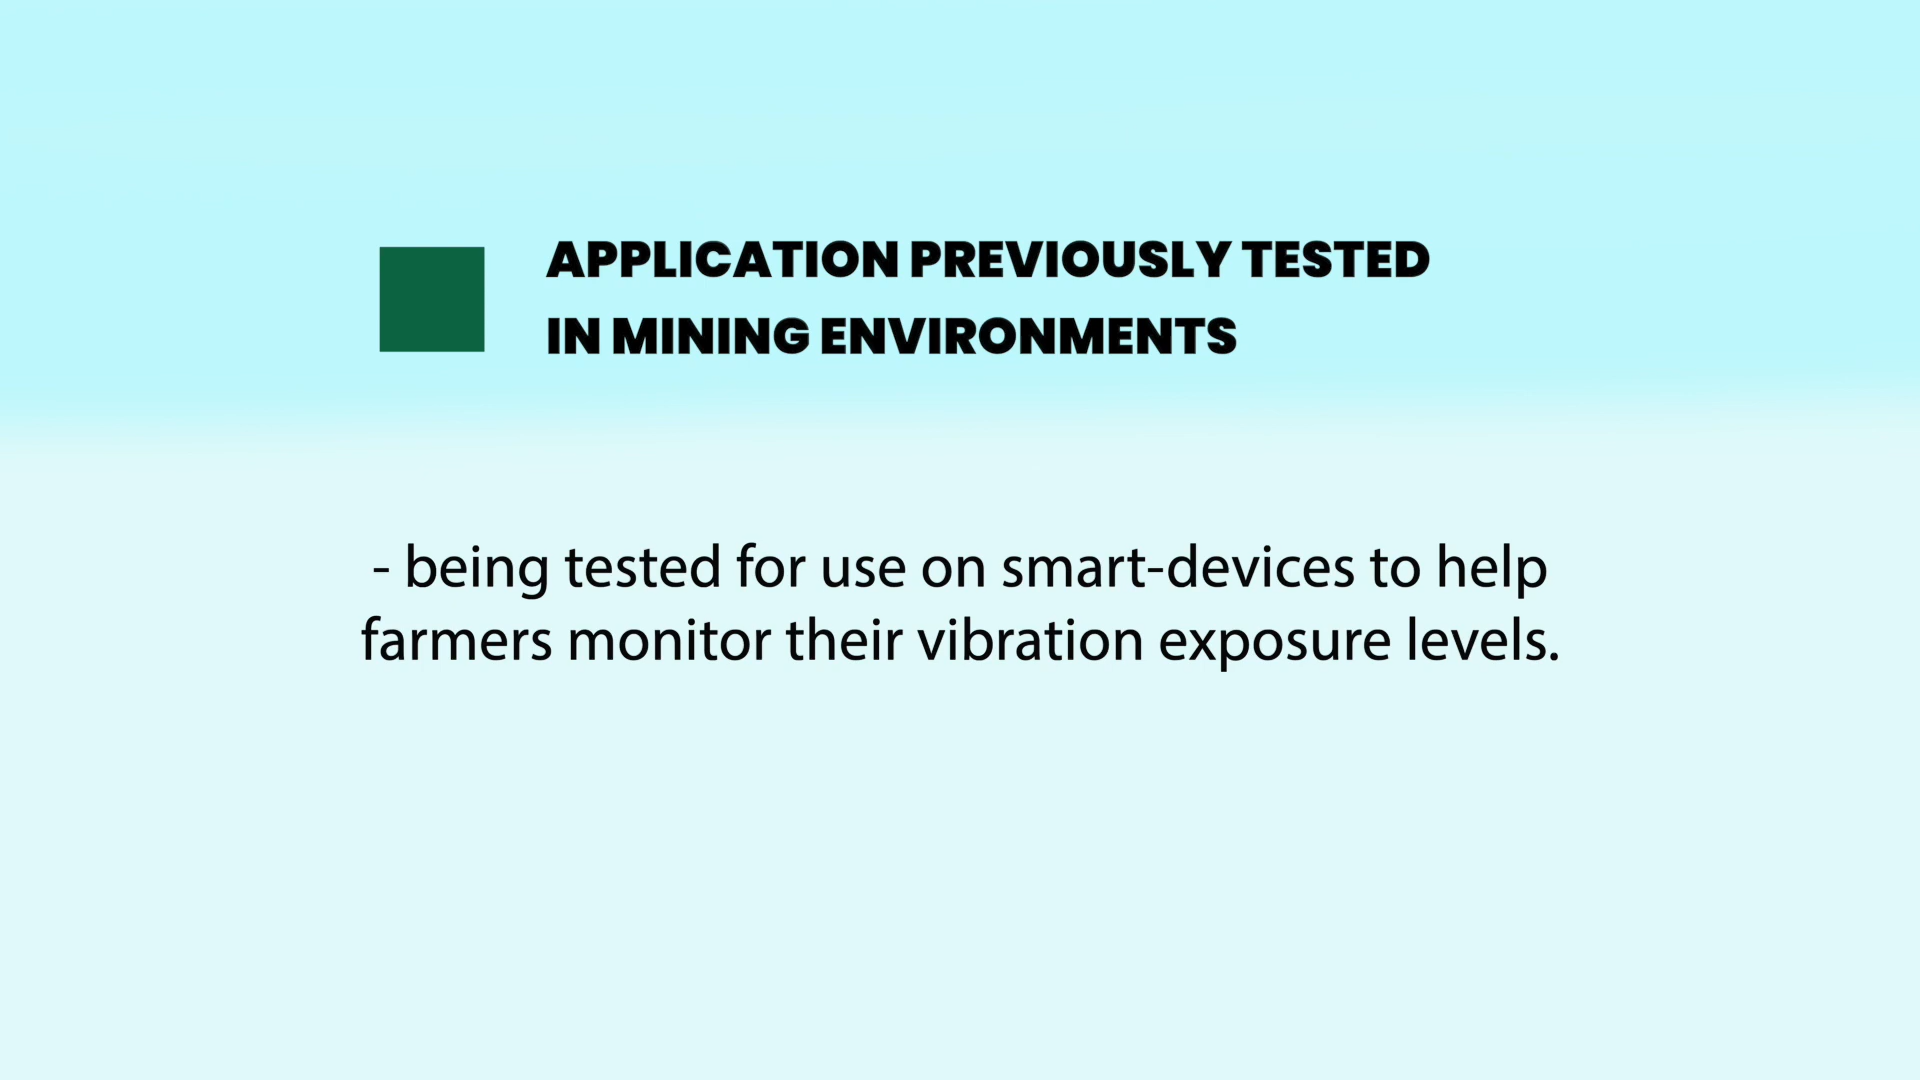 APPLICATION PREVIOUSLY TESTED
IN MINING ENVIRONMENTS
- being tested for use on smart-devices to help
farmers monitor their vibration exposure levels.